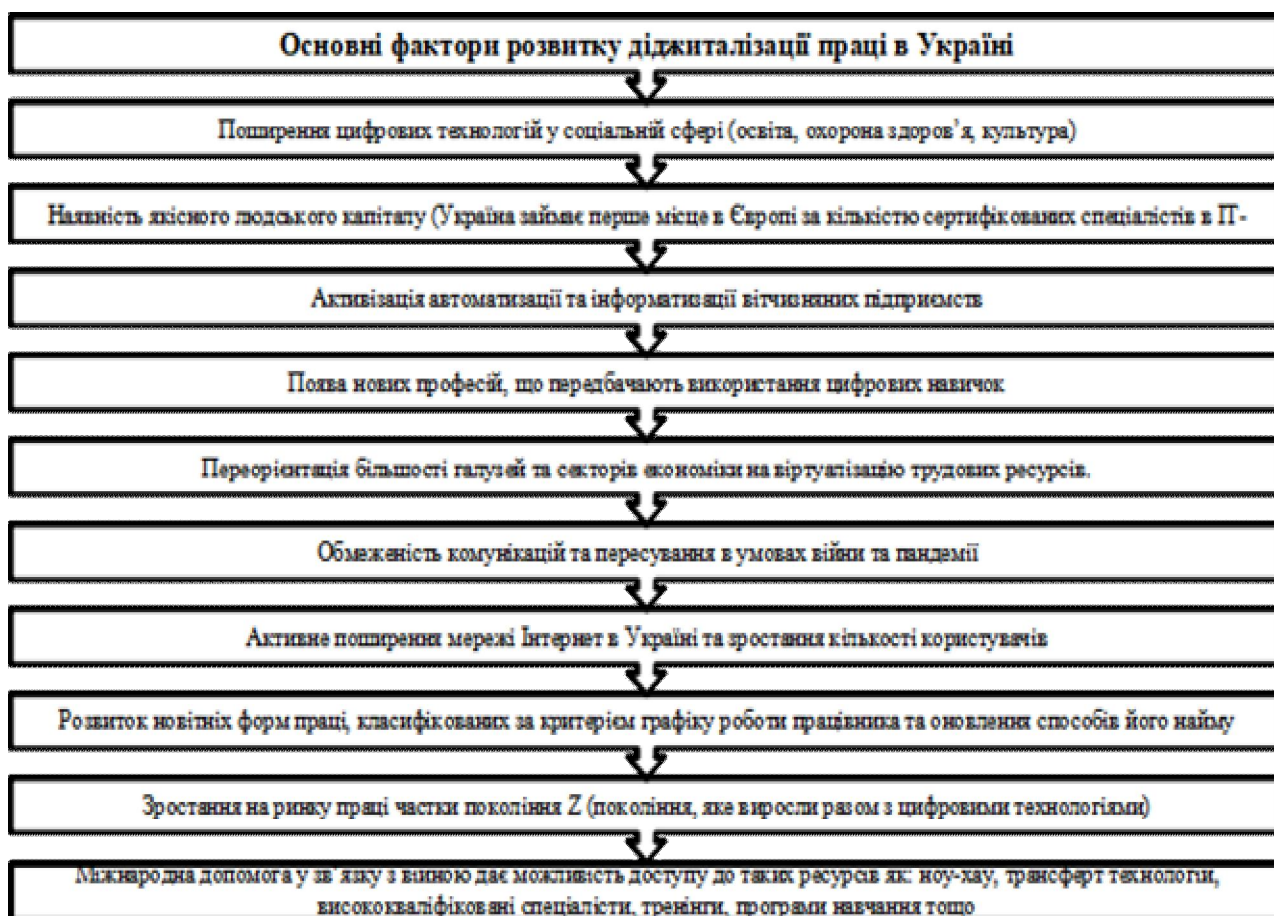 Основні фактори розвитку діджиталізації праці в Україні
Поширення цифрових технологій у соціальній сфері (освіта, охорона здоров’я, культура)
Наявність якісного людського капіталу (Україна займає перше місце в Європі за кількістю сертифікованих спеціалістів в ІТ-
Активізація автоматизації та інформатизації вітчизняних підприємств
Поява нових професій, що передбачають використання цифрових навичок
Переорієнтація більшості галузей та секторів економіки на віртуалізацію трудових ресурсів.
Обмеженість комунікацій та пересування в умовах війни та пандемії
Активне поширення мережі Інтернет в Україні та зростання кількості користувачів
Розвиток новітніх форм праці, класифікованих за критерієм графіку роботи працівника та оновлення способів його найму
Зростання на ринку праці частки покоління Z (покоління, яке виросли разом з цифровими технологіями)
Міжнародна допомога у зв’язку з війною дає можливість доступу до таких ресурсів як: ноу-хау, трансферт технологій,
висококваліфіковані спеціалісти, тренінги, програми навчання тощо